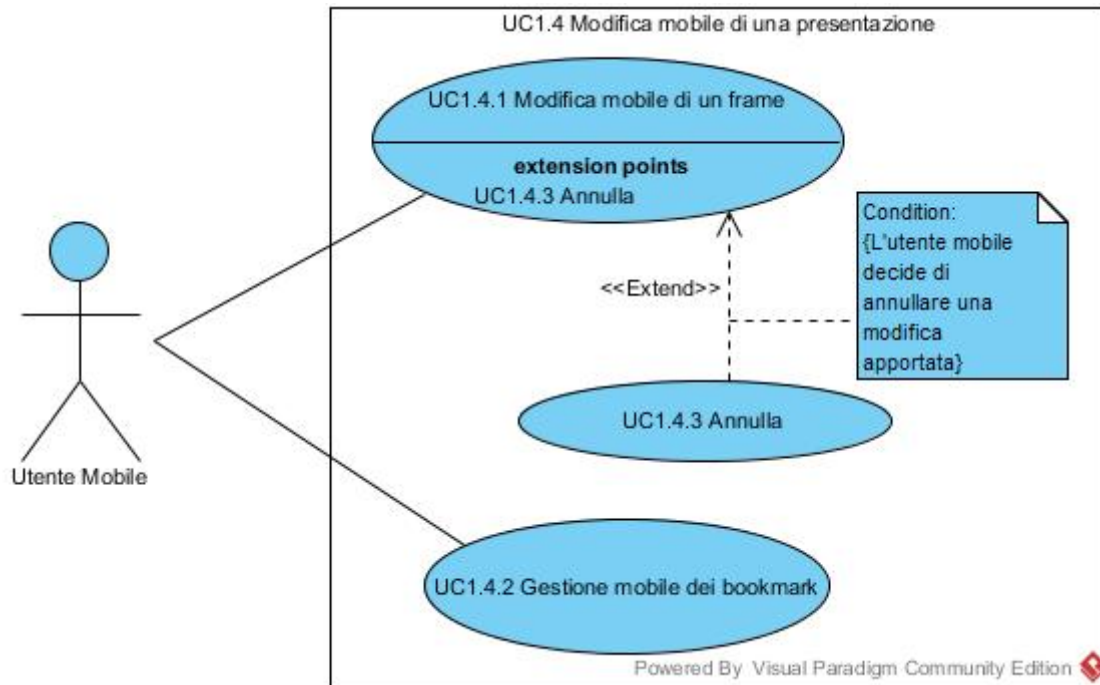 UC1.4 Modifica mobile di una presentazione
UC1.4.1 Modifica mobile di un frame
extension points
UC1.4.3 Annulla
Condition:
{L'utente mobile
decide di
annullare una
modifica
apportata}
<<Extend>>
UC1.4.3 Annulla
Utente Mobile
UC1.4.2 Gestione mobile dei bookmark
Powered By Visual Paradigm Community Edition